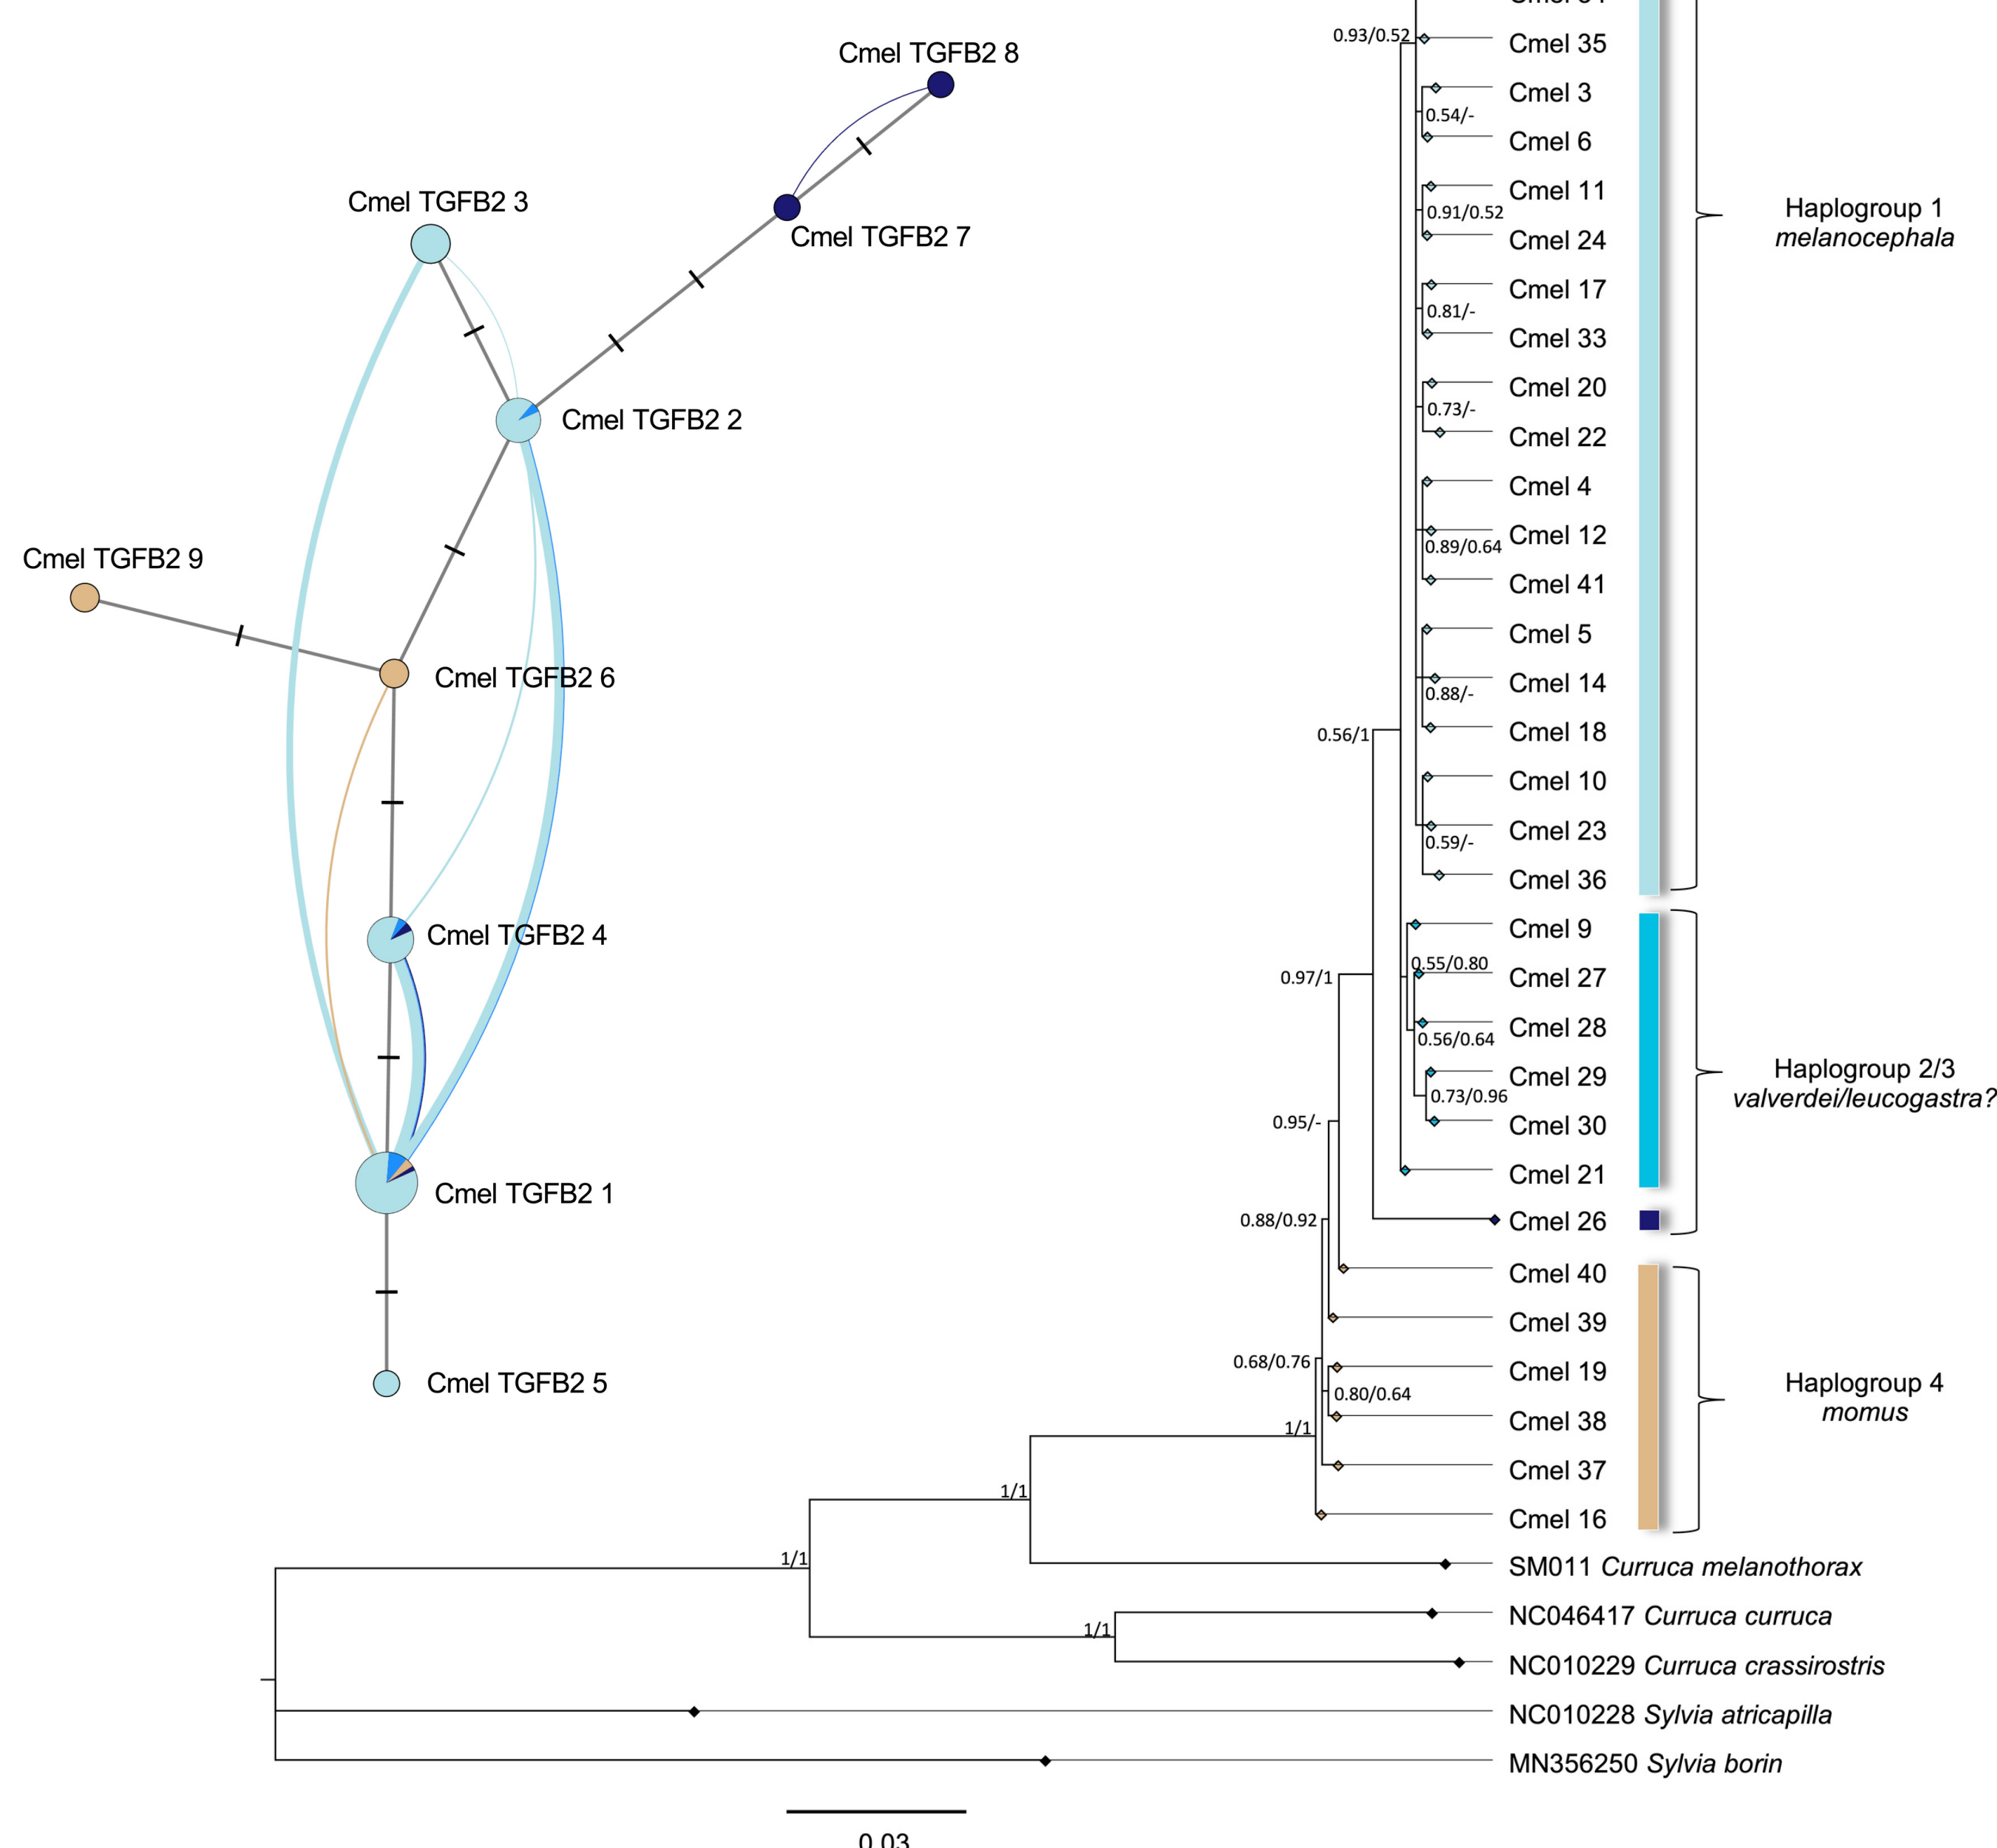 Cmel TGFB2 8
Cmel TGFB2 3
Cmel TGFB2 7
Cmel TGFB2 2
Cmel TGFB2 9
Cmel TGFB2 6
Cmel TGFB2 4
Cmel TGFB2 1
Cmel TGFB2 5
0.93/0.52
Cmel 35
Cmel 3
0.54/-
Cmel 6
Cmel 11
0.91/0.52
Cmel 24
Cmel 17
0.81/-
Cmel 33
Cmel 20
0.73/-
Cmel 22
Cmel 4
Cmel 12
0.89/0.64
Cmel 41
Cmel 5
Cmel 14
0.88/-
Cmel 18
0.56/1
Cmel 10
Cmel 23
0.59/-
Cmel 36
Haplogroup 1
melanocephala
Cmel 9
0.55/0.80
Cmel 27
0.97/1
Cmel 28
0.56/0.64
Cmel 29
0.73/0.96
Cmel 30
0.95/-
Cmel 21
0.88/0.92
Cmel 26
Haplogroup 2/3
valverdei/leucogastra?
Cmel 40
Cmel 39
0.68/0.76
Cmel 19
0.80/0.64
Cmel 38
1/1
Cmel 37
Cmel 16
Haplogroup 4
momus
1/1
1/1
SM011 Curruca melanothorax
NC046417 Curruca curruca
1/1
NC010229 Curruca crassirostris
NC010228 Sylvia atricapilla
MN356250 Sylvia borin
0.03